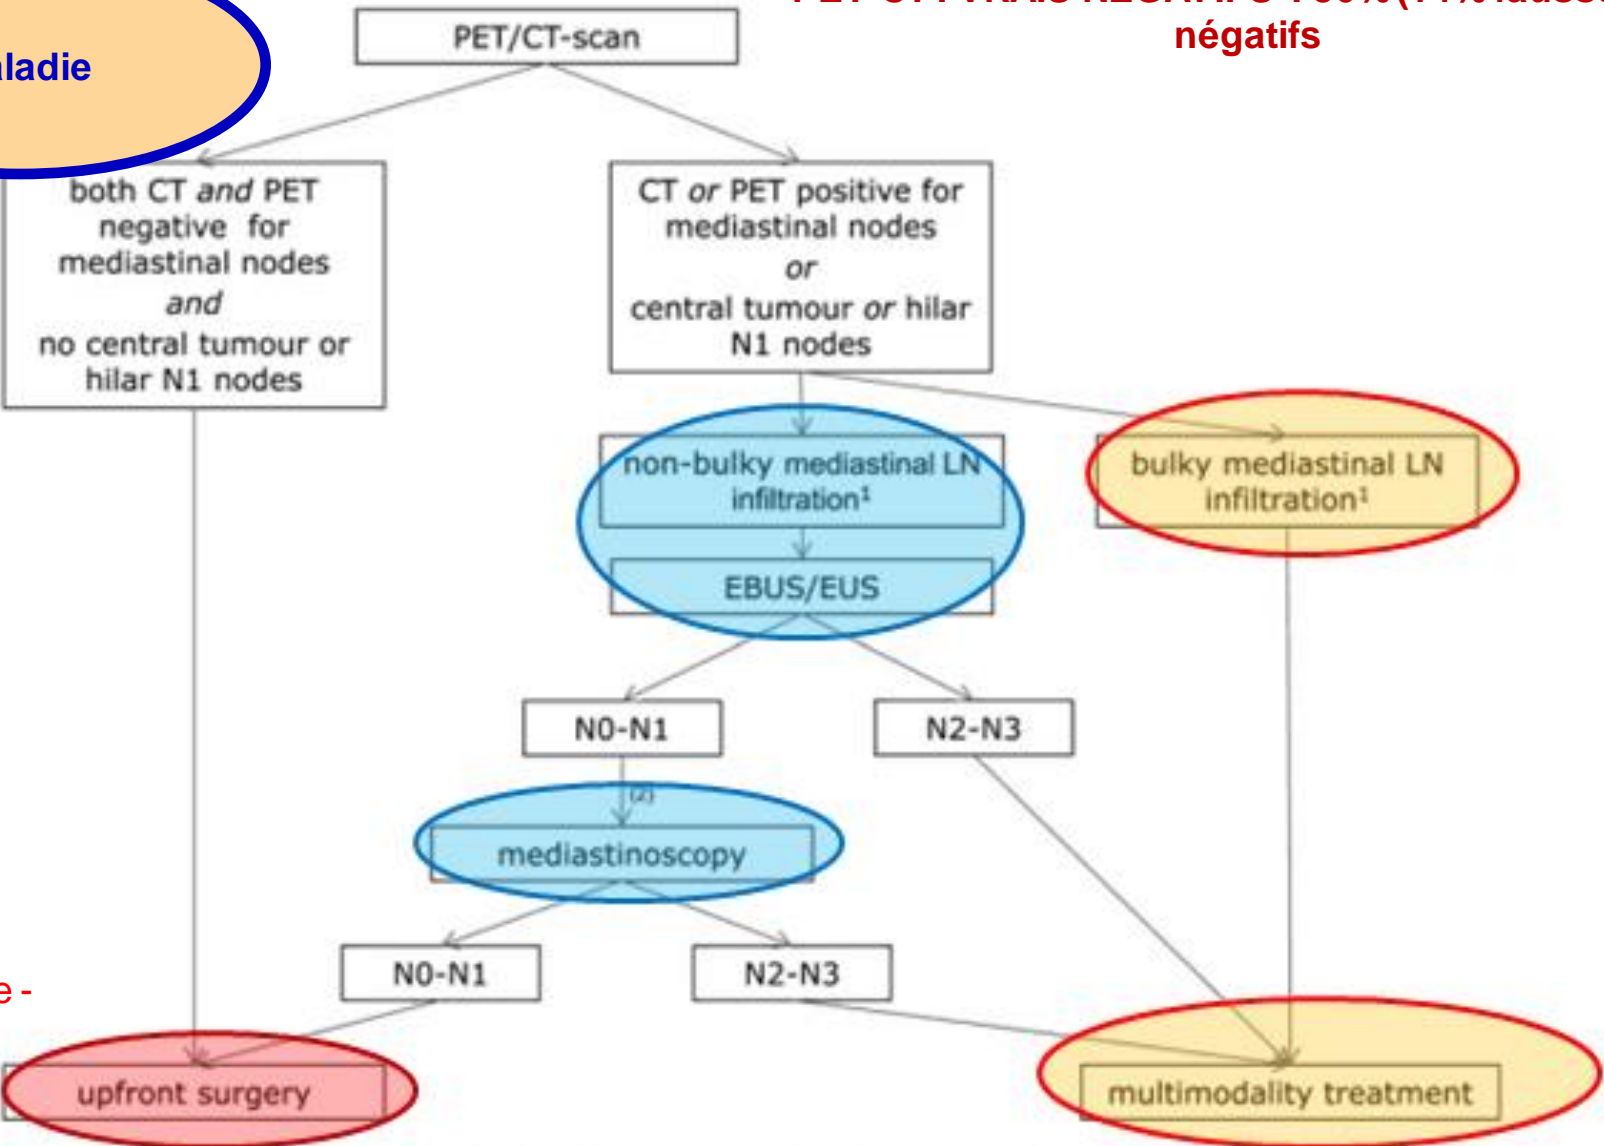 négatifs
PET/CT-scan
both CT and PET
negative for
mediastinal nodes
and
no central tumour or
hilar N1 nodes
CT or PET positive for
mediastinal nodes
or
central tumour or hilar
N1 nodes
non-bulky mediastinal LN
infiltration¹
bulky mediastinal LN
infiltration¹
EBUS/EUS
N0-N1
N2-N3
(2)
mediastinoscopy
N0-N1
N2-N3
e -
upfront surgery
multimodality treatment